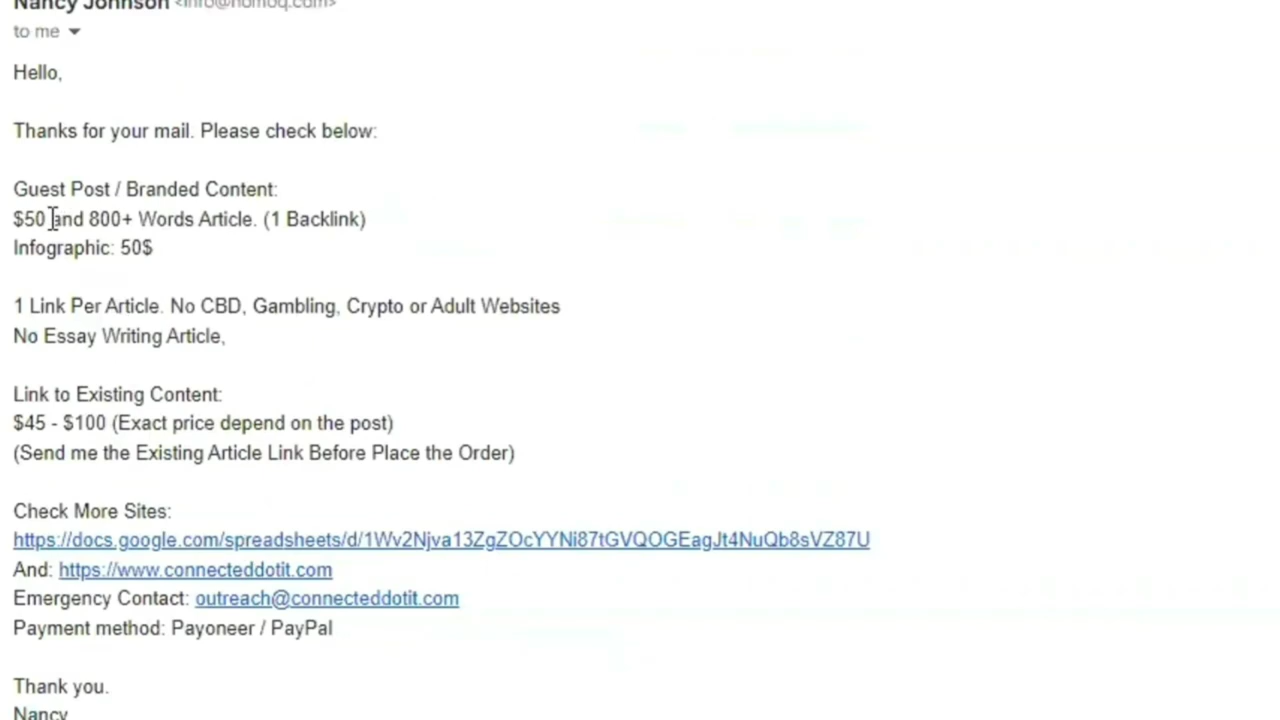 Nancy Johnson
to me
Hello,
Thanks for your mail. Please check below:
Guest Post / Branded Content:
$50 and 800+ Words Article. (1 Backlink)
Infographic: 50$
1 Link Per Article. No CBD, Gambling, Crypto or Adult Websites
No Essay Writing Article,
Link to Existing Content:
$45 - $100 (Exact price depend on the post)
(Send me the Existing Article Link Before Place the Order)
Check More Sites:
https://docs.google.com/spreadsheets/d/1Wv2Njva13ZgZOcYYNi87tGVQOGEagJt4NuQb8sVZ87U
And: https://www.connecteddotit.com
Emergency Contact: outreach@connecteddotit.com
Payment method: Payoneer / PayPal
Thank you.
Nancy